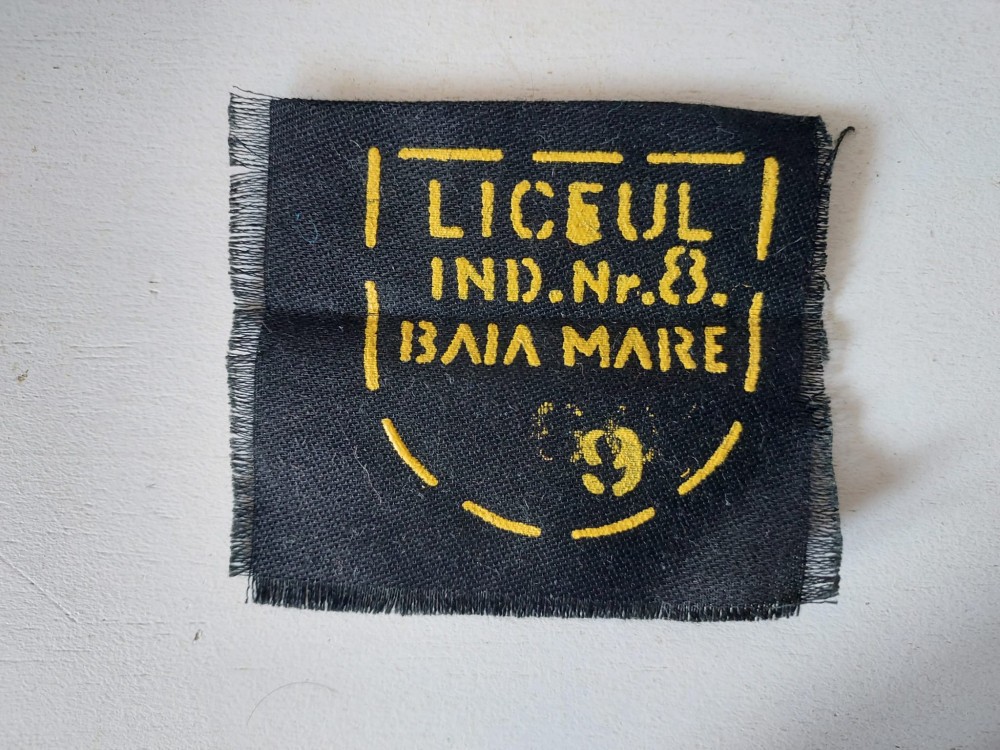 LICEUL
IND.Nr.8.
BAIA MARE
9